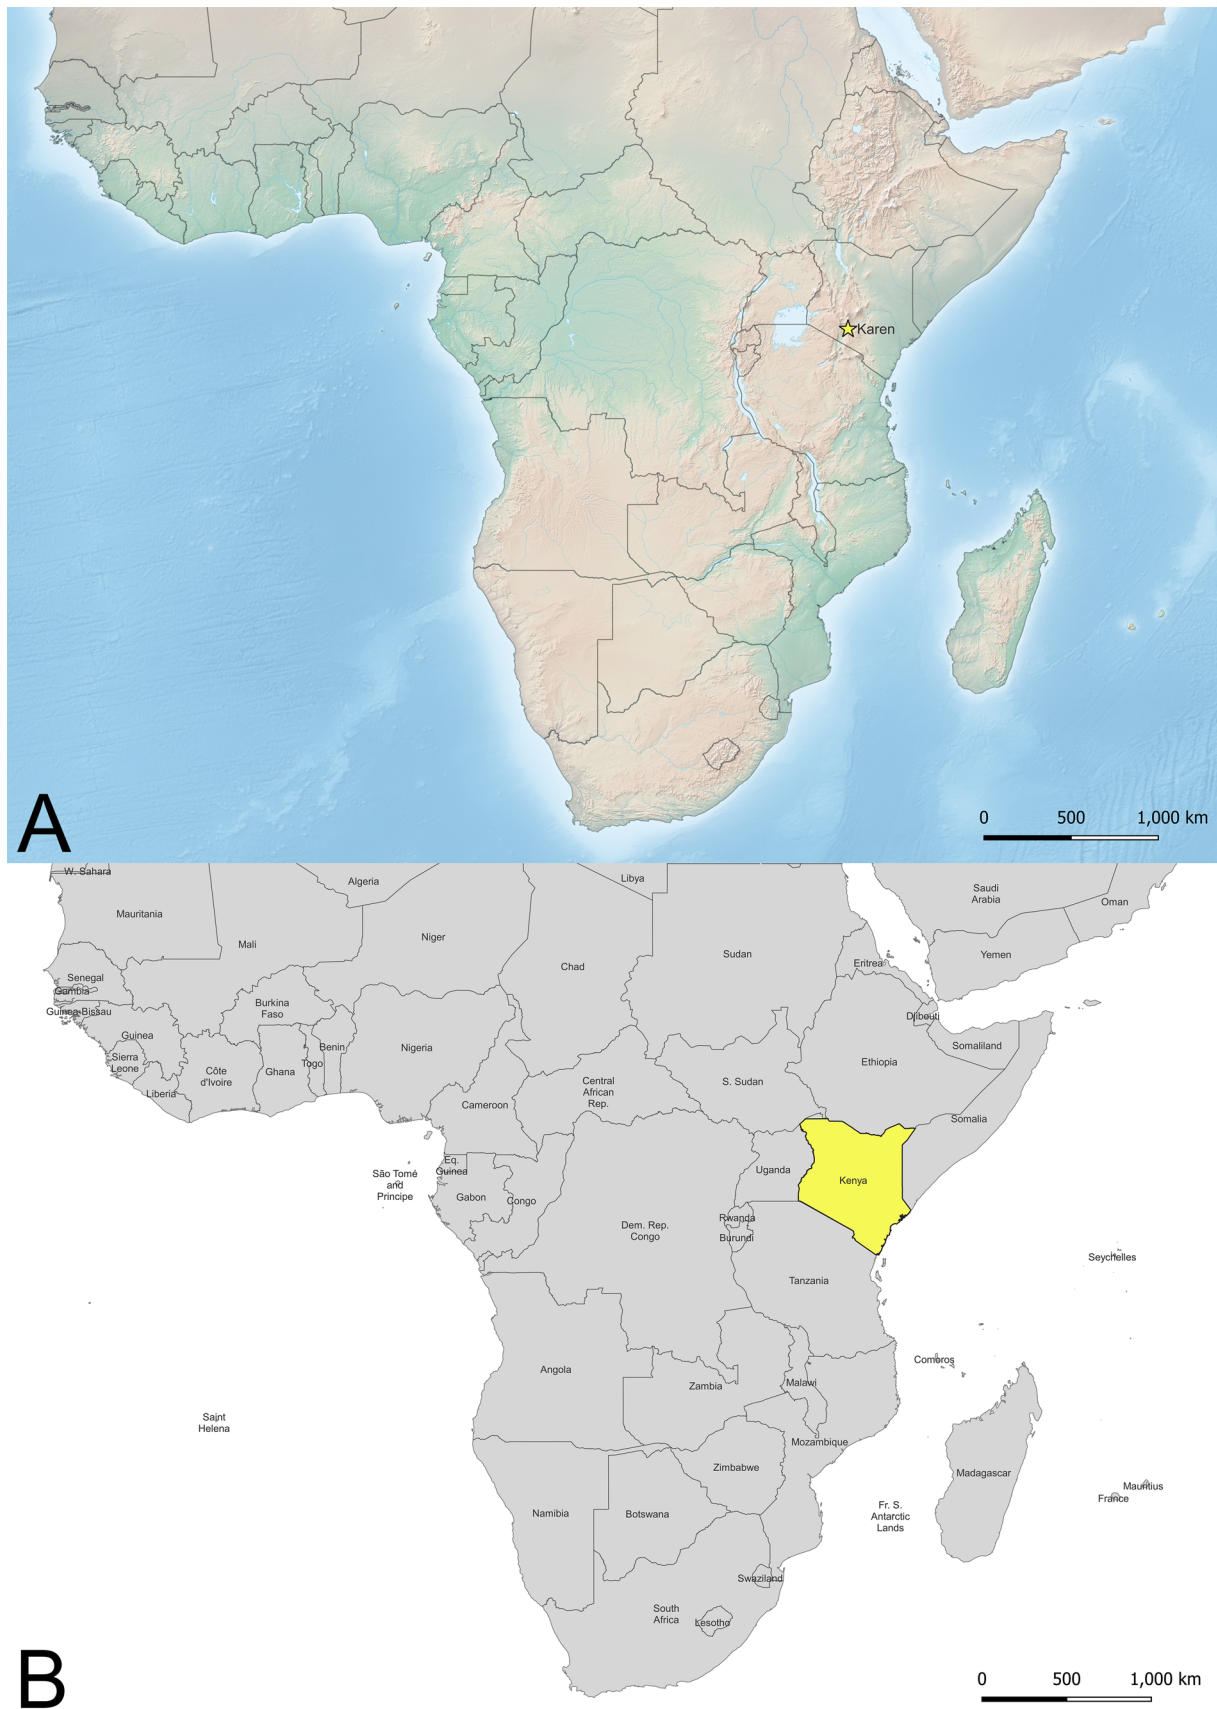 Karen
0 500 1,000 km
A
W. Sahara
Algeria
Libya
Saudi
Arabia
Oman
Mauritania
Mali
Niger
Chad
Sudan
Eritrea
Yemen
Senegal
Gambia
Guinea-Bissau
Burkina
Faso
Djibouti
Guinea
Sierra
Leone
Liberia
Côte
d'Ivoire
Ghana
Togo
Benin
Nigeria
Cameroon
Central
African
Rep.
S. Sudan
Ethiopia
Somaliland
Somalia
São Tomé
and
Principe
Eq.
Guinea
Gabon
Congo
Dem. Rep.
Congo
Uganda
Kenya
Rwanda
Burundi
Tanzania
Seychelles
Comoros
Saint
Helena
Angola
Zambia
Malawi
Mozambique
Zimbabwe
Madagascar
Mauritius
France
Namibia
Botswana
Fr. S.
Antarctic
Lands
Swaziland
South
Africa
Lesotho
0 500 1,000 km
B